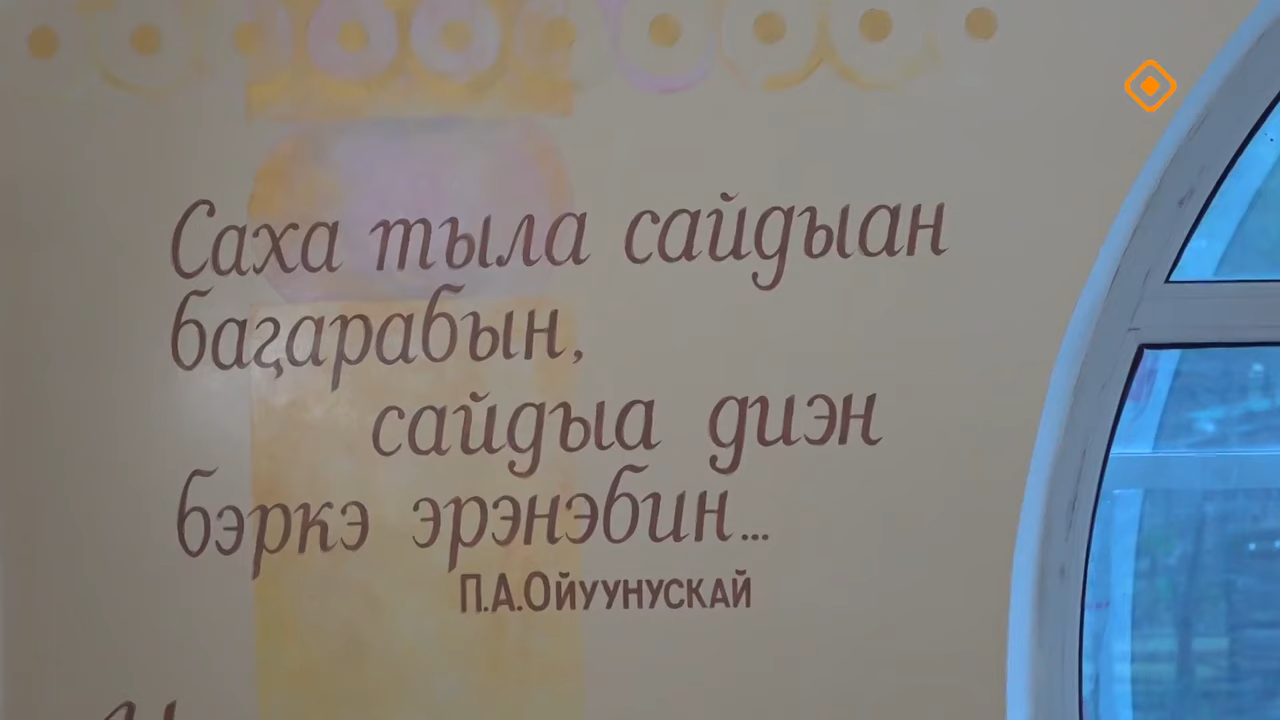 Саха тыла сайдыан
баҕарабын,
сайдыа диэн
бэркэ эрэнэбин...
П.А.Ойуунускай